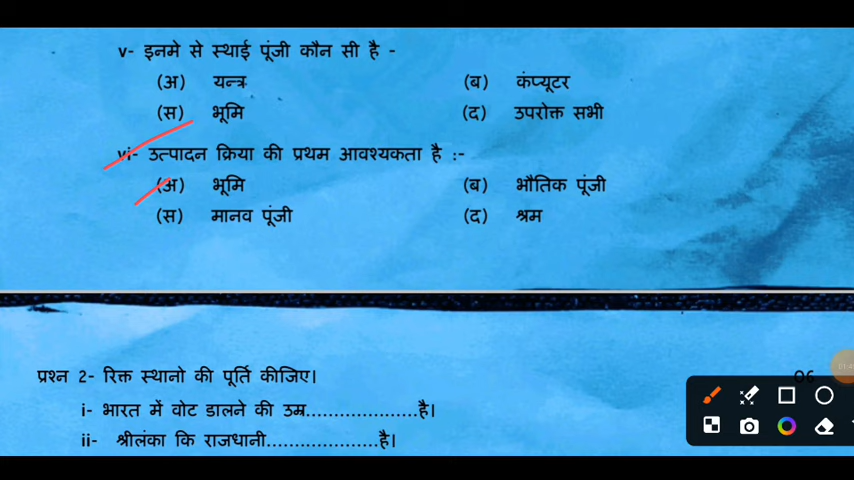 v- इनमे से स्थाई पूंजी कौन सी है -
(अ) यन्त्र (ब) कंप्यूटर
(स) भूमि (द) उपरोक्त सभी
vi- उत्पादन क्रिया की प्रथम आवश्यकता है :-
(अ) भूमि (ब) भौतिक पूंजी
(स) मानव पूंजी (द) श्रम
प्रश्न 2- रिक्त स्थानो की पूर्ति कीजिए। 06
i- भारत में वोट डालने की उम्र....................है।
ii- श्रीलंका कि राजधानी....................है।